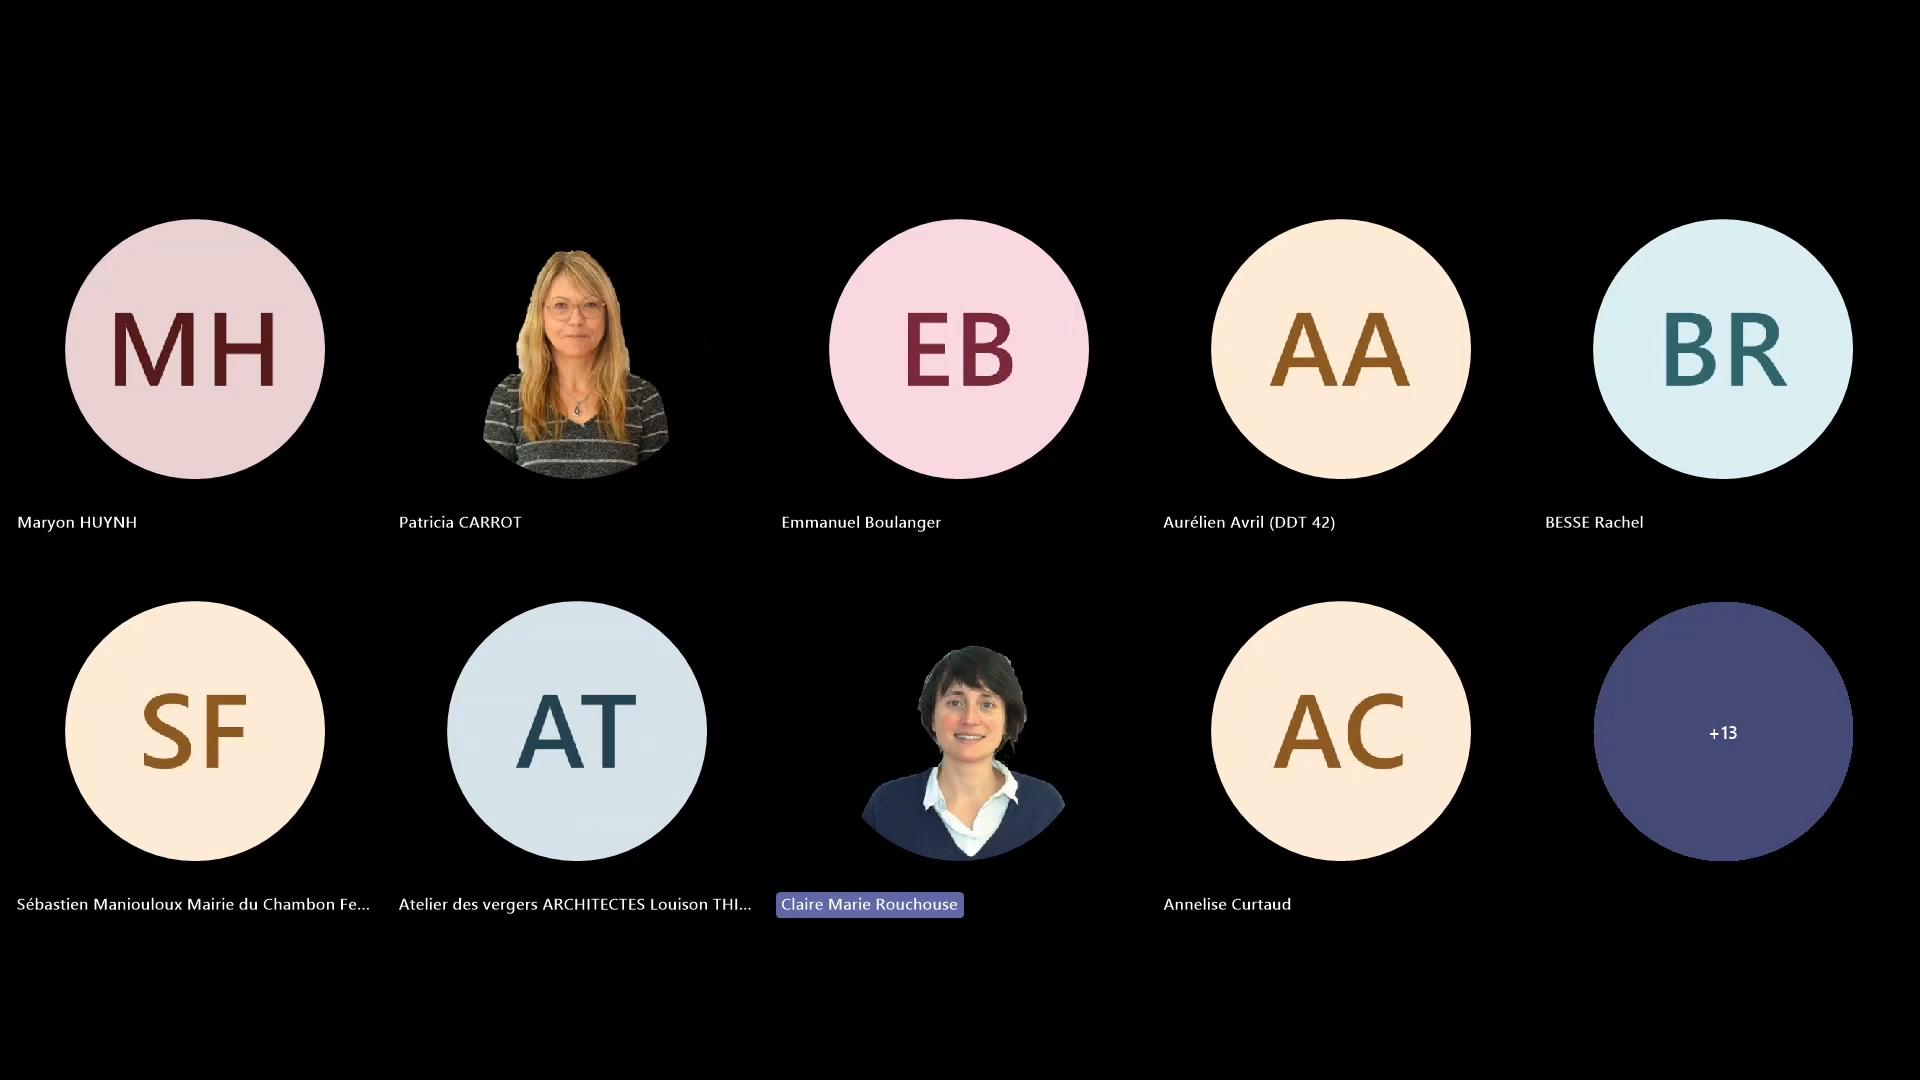 MH
EB
AA
BR
Maryon HUYNH
Patricia CARROT
Emmanuel Boulanger
Aurélien Avril (DDT 42)
BESSE Rachel
SF
AT
AC
+13
Sébastien Maniouloux Mairie du Chambon Fe...
Atelier des vergers ARCHITECTES Louison THI...
Claire Marie Rouchouse
Annelise Curtaud